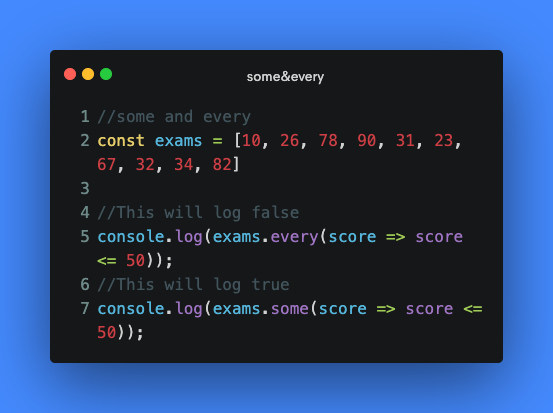 some&every
1 //some and every
2 const exams = [10, 26, 78, 90, 31, 23,
67, 32, 34, 82]
3
4 //This will log false
5 console.log(exams.every(score => score
<= 50));
6 //This will log true
7 console.log(exams.some(score => score <=
50));